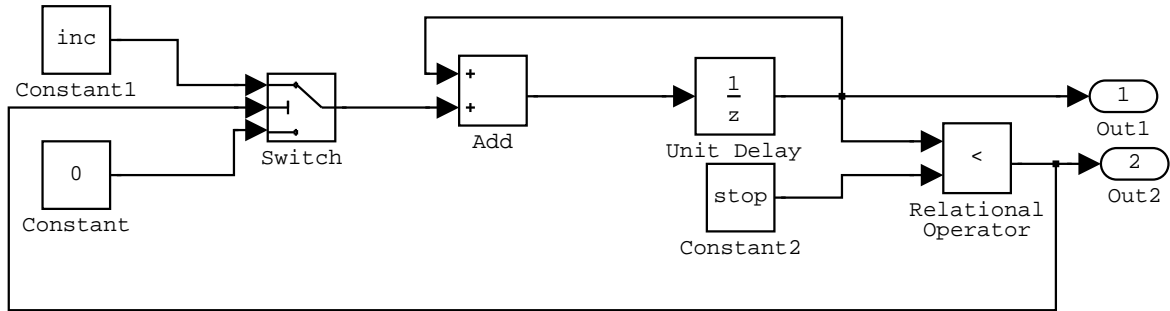 inc
Constant1
0
Constant
Switch
+
+
Add
1
z
Unit Delay
stop
Constant2
<
Relational
Operator
1
Out1
2
Out2